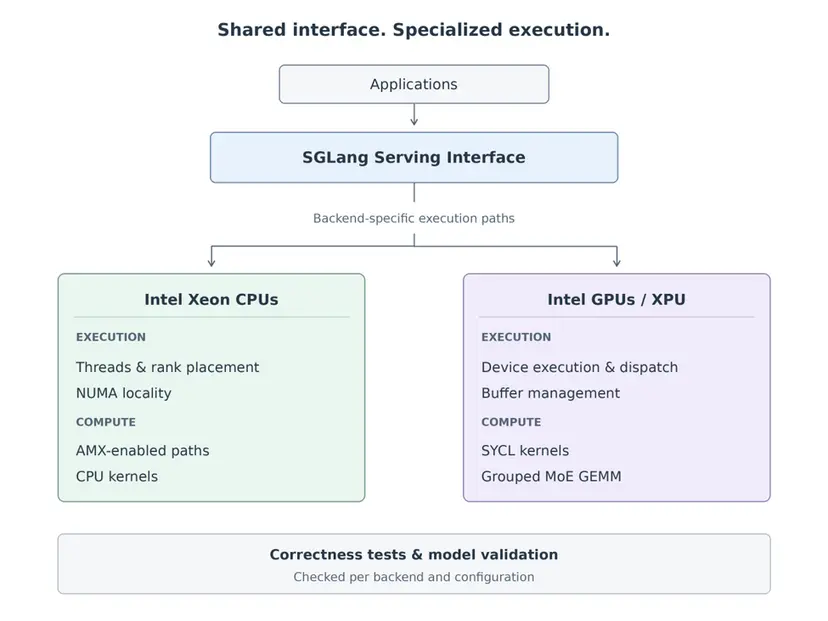 Shared interface. Specialized execution.
Applications
SGLang Serving Interface
Backend-specific execution paths
Intel Xeon CPUs
EXECUTION
Threads & rank placement
NUMA locality
COMPUTE
AMX-enabled paths
CPU kernels
Intel GPUs / XPU
EXECUTION
Device execution & dispatch
Buffer management
COMPUTE
SYCL kernels
Grouped MoE GEMM
Correctness tests & model validation
Checked per backend and configuration